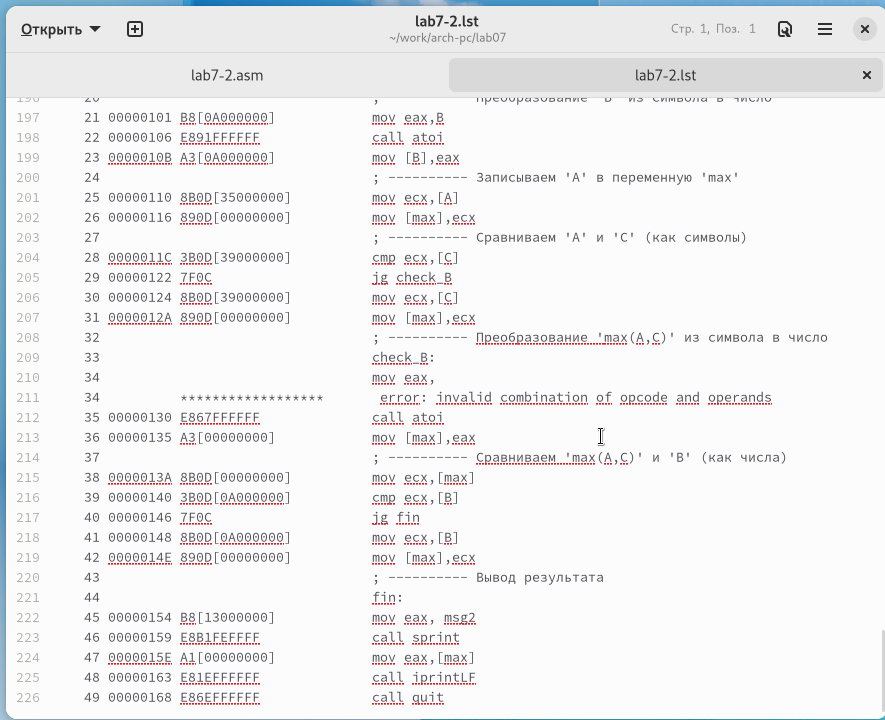 Открыть
lab7-2.lst
~/work/arch-pc/lab07
Стр. 1, Поз. 1
lab7-2.asm
lab7-2.lst
196 20 ; ---------- Преобразование 'B' из символа в число
197 21 00000101 B8[0A000000] mov eax,B
198 22 00000106 E891FFFFFF call atoi
199 23 0000010B A3[0A000000] mov [B],eax
200 24 ; ---------- Записываем 'A' в переменную 'max'
201 25 00000110 8B0D[35000000] mov ecx,[A]
202 26 00000116 890D[00000000] mov [max],ecx
203 27 ; ---------- Сравниваем 'A' и 'C' (как символы)
204 28 0000011C 3B0D[39000000] cmp ecx,[C]
205 29 00000122 7F0C jg check_B
206 30 00000124 8B0D[39000000] mov ecx,[C]
207 31 0000012A 890D[00000000] mov [max],ecx
208 32 ; ---------- Преобразование 'max(A,C)' из символа в число
209 33 check_B:
210 34 mov eax,
211 34 ****************** error: invalid combination of opcode and operands
212 35 00000130 E867FFFFFF call atoi
213 36 00000135 A3[00000000] mov [max],eax
214 37 ; ---------- Сравниваем 'max(A,C)' и 'B' (как числа)
215 38 0000013A 8B0D[00000000] mov ecx,[max]
216 39 00000140 3B0D[0A000000] cmp ecx,[B]
217 40 00000146 7F0C jg fin
218 41 00000148 8B0D[0A000000] mov ecx,[B]
219 42 0000014E 890D[00000000] mov [max],ecx
220 43 ; ---------- Вывод результата
221 44 fin:
222 45 00000154 B8[13000000] mov eax, msg2
223 46 00000159 E8B1FEFFFF call sprint
224 47 0000015E A1[00000000] mov eax,[max]
225 48 00000163 E81EFFFFFF call iprintLF
226 49 00000168 E86EFFFFFF call quit